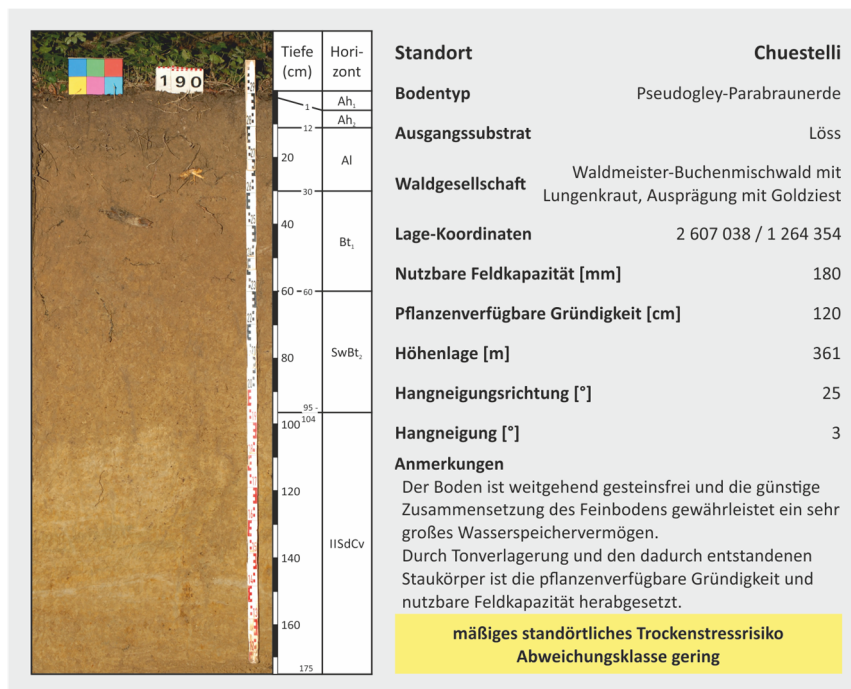 Tiefe
(cm)
Hori-
zont
190
1
Ah1
Ah2
12
20
Al
30
40
Bt1
60
60
80
SwBt2
95 -
100
104
120
140
IISdCv
160
175
Standort Chuestelli
Bodentyp Pseudogley-Parabraunerde
Ausgangssubstrat Löss
Waldgesellschaft Waldmeister-Buchenmischwald mit
Lungenkraut, Ausprägung mit Goldziest
Lage-Koordinaten 2 607 038 / 1 264 354
Nutzbare Feldkapazität [mm] 180
Pflanzenverfügbare Gründigkeit [cm] 120
Höhenlage [m] 361
Hangneigungsrichtung [°] 25
Hangneigung [°] 3
Anmerkungen
Der Boden ist weitgehend gesteinsfrei und die günstige
Zusammensetzung des Feinbodens gewährleistet ein sehr
großes Wasserspeichervermögen.
Durch Tonverlagerung und den dadurch entstandenen
Staukörper ist die pflanzenverfügbare Gründigkeit und
nutzbare Feldkapazität herabgesetzt.
mäßiges standörtliches Trockenstressrisiko
Abweichungsklasse gering